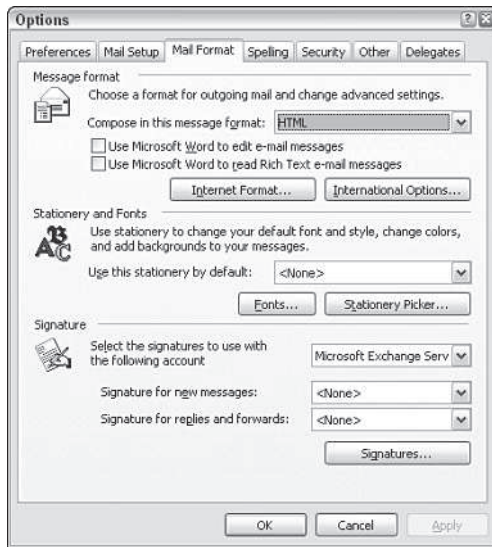 Options
Preferences Mail Setup Mail Format Spelling Security Other Delegates
Message format
Choose a format for outgoing mail and change advanced settings.
Compose in this message format: HTML
Use Microsoft Word to edit e-mail messages
Use Microsoft Word to read Rich Text e-mail messages
Internet Format... International Options...
Stationery and Fonts
Use stationery to change your default font and style, change colors,
and add backgrounds to your messages.
Use this stationery by default: <None>
Fonts... Stationery Picker...
Signature
Select the signatures to use with
the following account
Microsoft Exchange Serv
Signature for new messages: <None>
Signature for replies and forwards: <None>
Signatures...
OK Cancel Apply